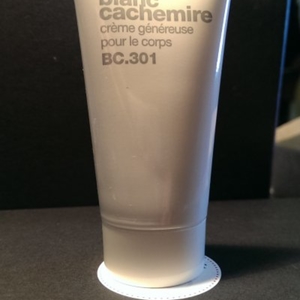 blanc
cachemire
crème généreuse
pour le corps
BC.301